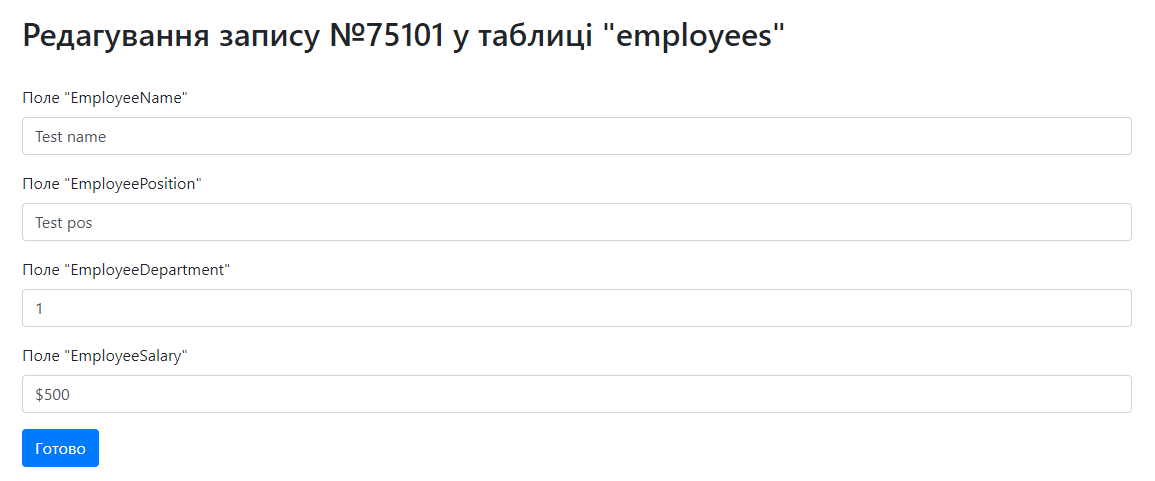 Редагування запису №75101 у таблиці "employees"
Поле "EmployeeName"
Test name
Поле "EmployeePosition"
Test pos
Поле "EmployeeDepartment"
1
Поле "EmployeeSalary"
$500
Готово